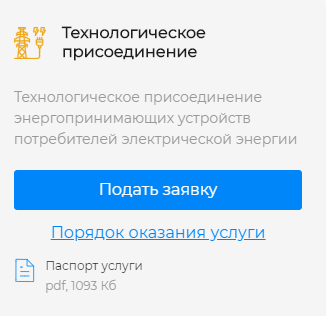 Технологическое
присоединение
Технологическое присоединение
энергопринимающих устройств
потребителей электрической энергии
Подать заявку
Порядок оказания услуги
Паспорт услуги
pdf, 1093 Кб